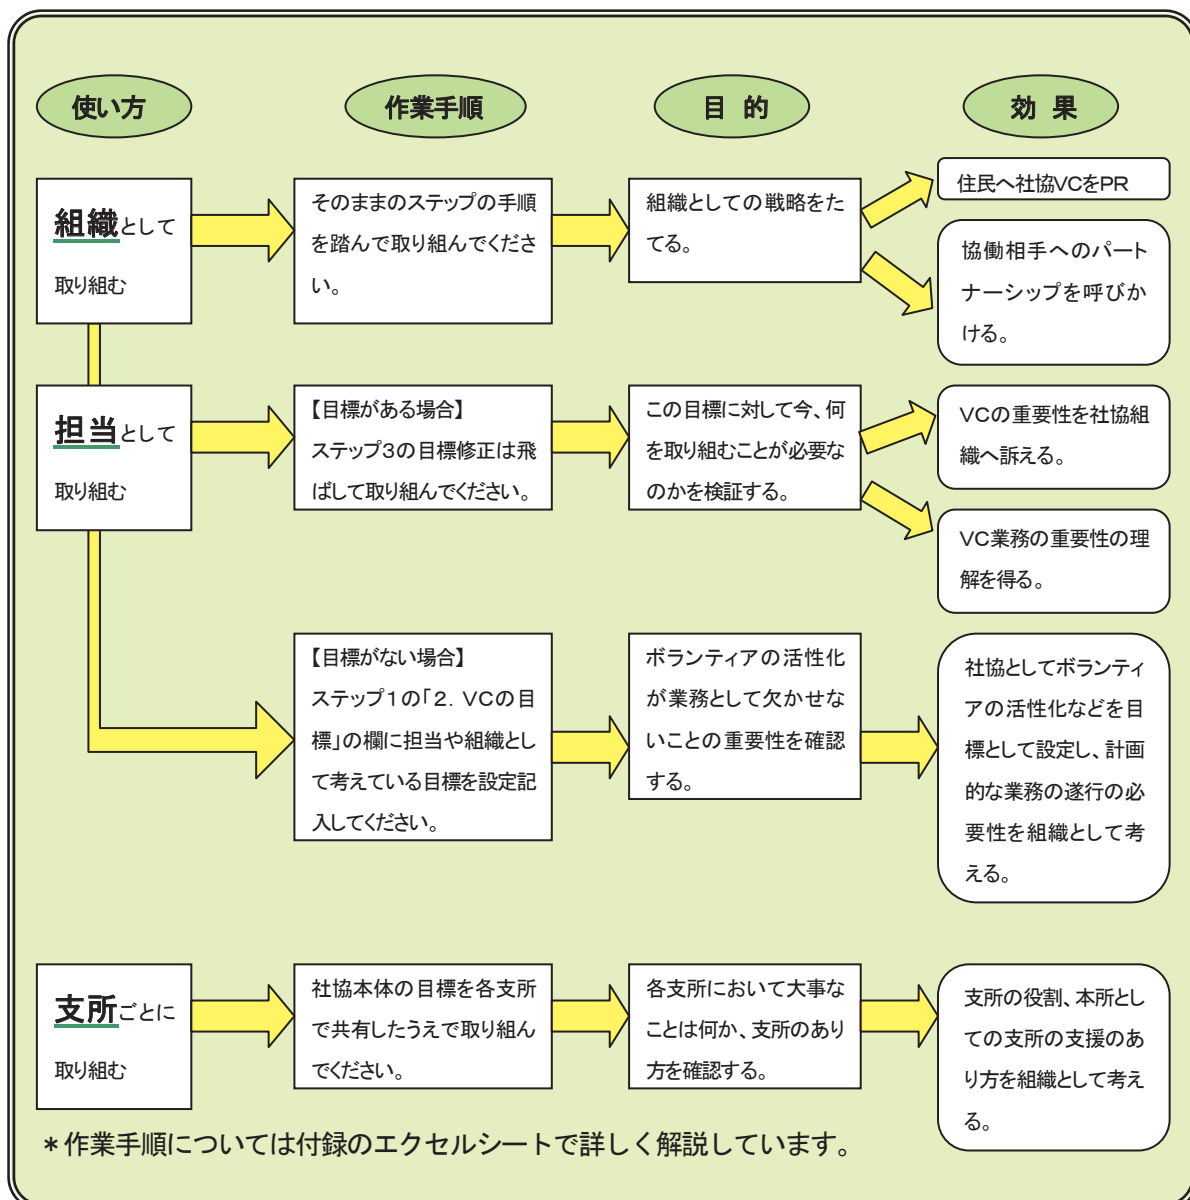 使い方
作業手順
目 的
効 果
組織として
取り組む
そのままのステップの手順
を踏んで取り組んでくださ
い。
組織としての戦略をた
てる。
住民へ社協VCをPR
協働相手へのパート
ナーシップを呼びか
ける。
担当として
取り組む
【目標がある場合】
ステップ3の目標修正は飛
ばして取り組んでください。
この目標に対して今、何
を取り組むことが必要な
のかを検証する。
VCの重要性を社協組
織へ訴える。
VC業務の重要性の理
解を得る。
【目標がない場合】
ステップ1の「2. VCの目
標」の欄に担当や組織とし
て考えている目標を設定記
入してください。
ボランティアの活性化
が業務として欠かせな
いことの重要性を確認
する。
社協としてボランティ
アの活性化などを目
標として設定し、計画
的な業務の遂行の必
要性を組織として考
える。
支所ごとに
取り組む
社協本体の目標を各支所
で共有したうえで取り組ん
でください。
各支所において大事な
ことは何か、支所のあり
方を確認する。
支所の役割、本所とし
ての支所の支援のあ
り方を組織として考え
る。
＊作業手順については付録のエクセルシートで詳しく解説しています。